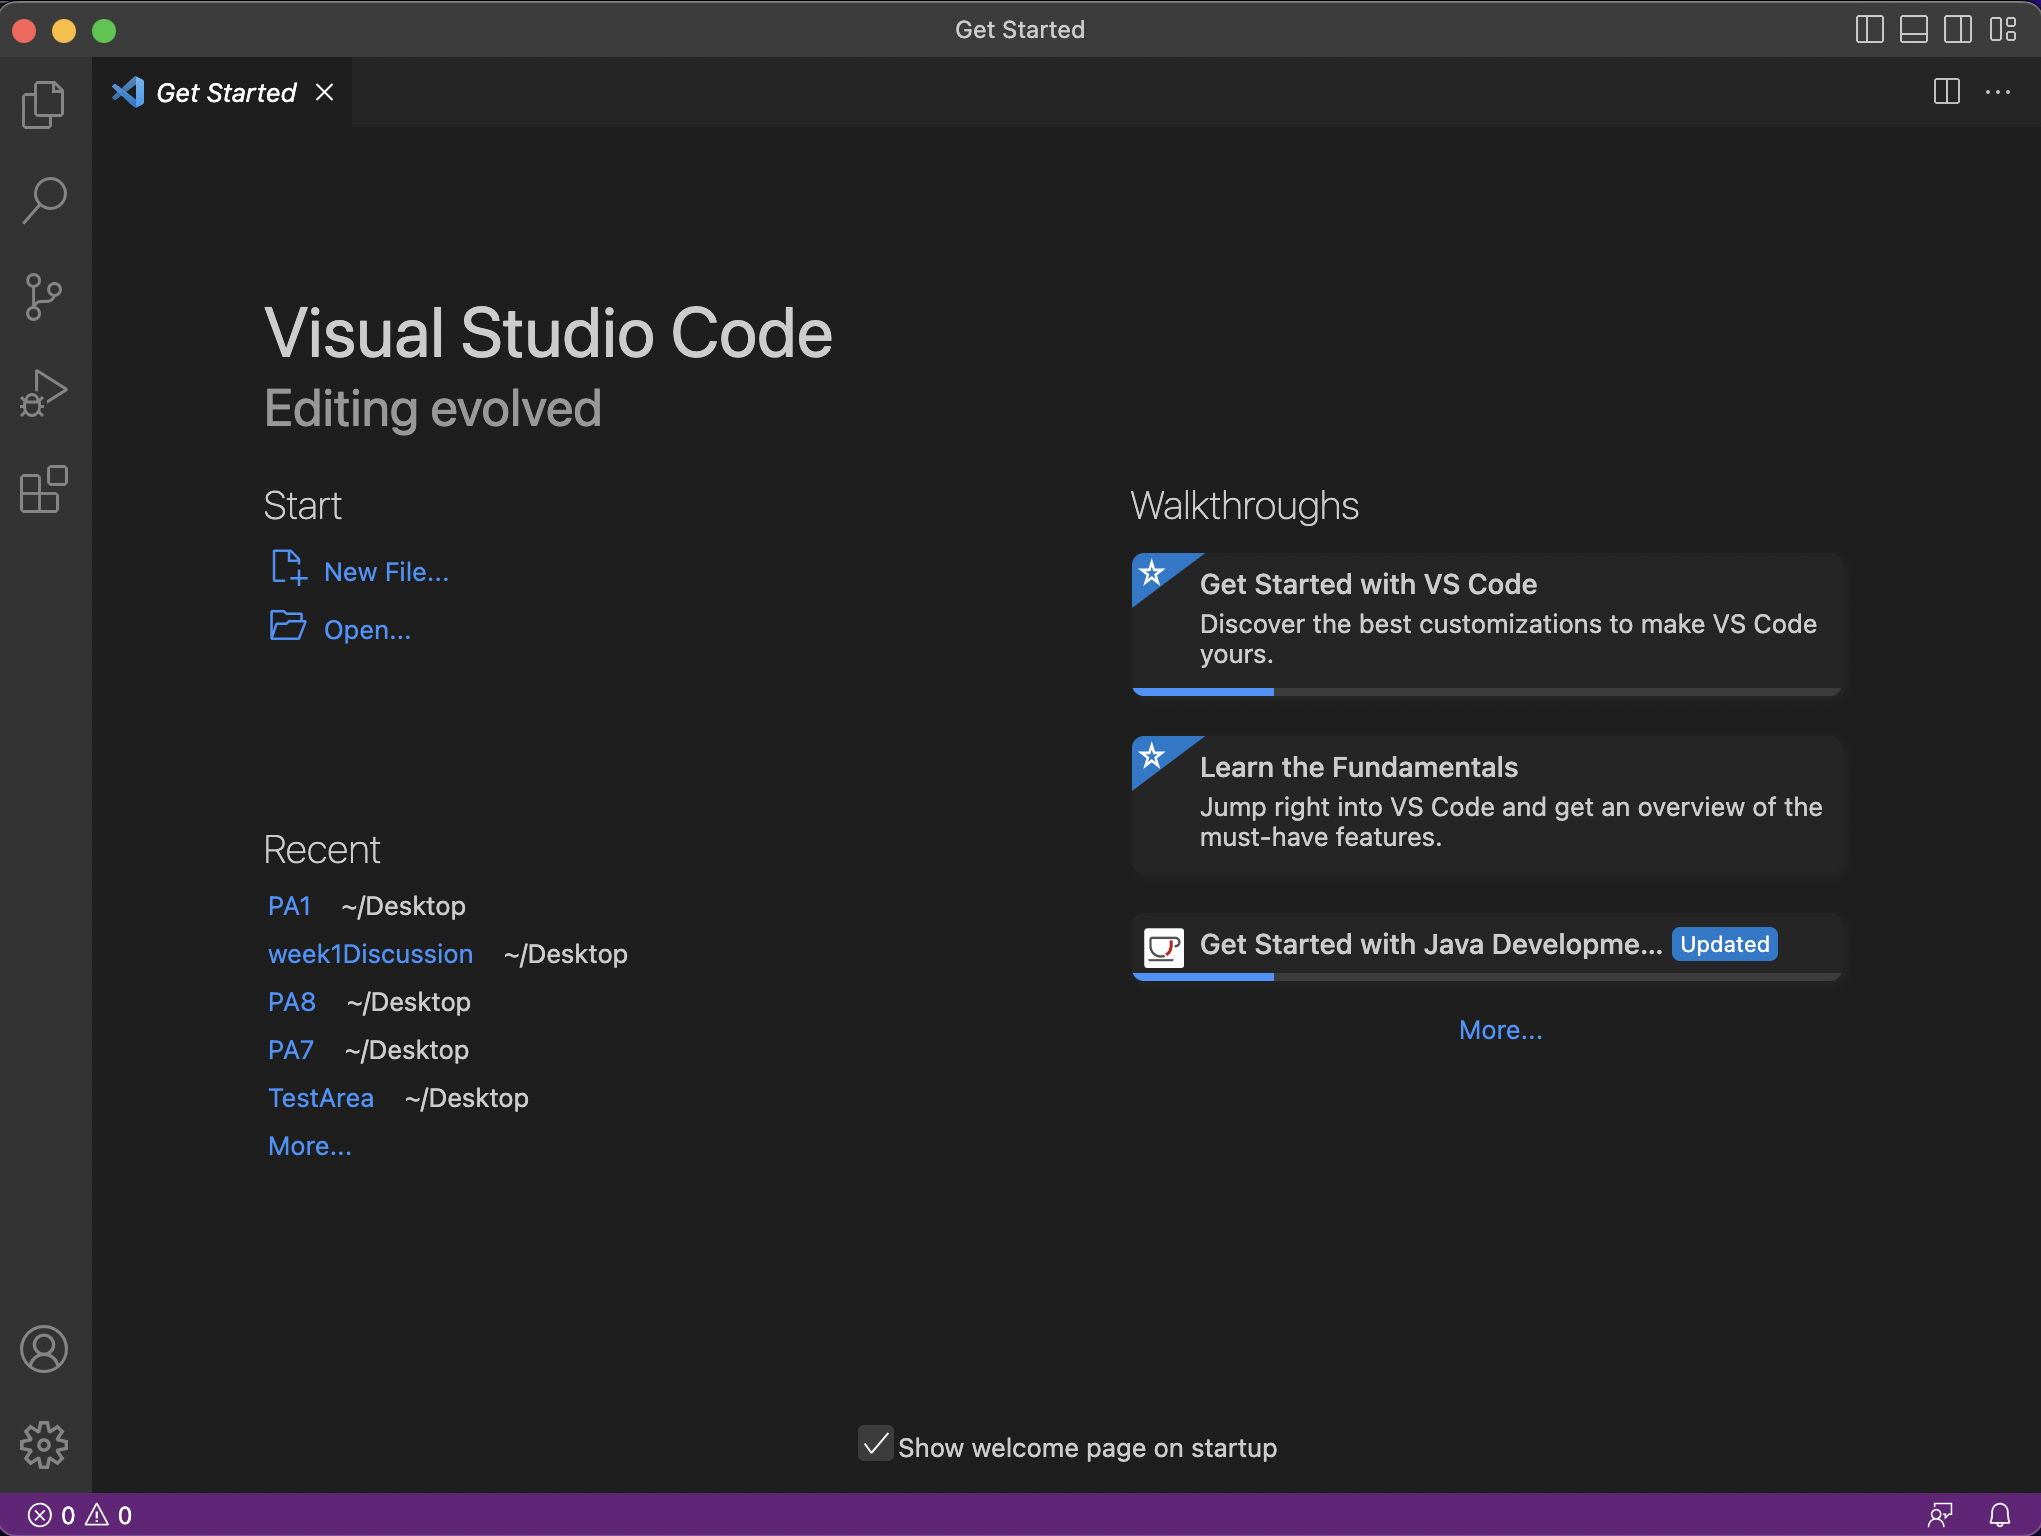 Get Started
Get Started
Visual Studio Code
Editing evolved
Start
New File...
Open...
Recent
PA1 ~/Desktop
week1Discussion ~/Desktop
PA8 ~/Desktop
PA7 ~/Desktop
TestArea ~/Desktop
More...
Walkthroughs
Get Started with VS Code
Discover the best customizations to make VS Code
yours.
Learn the Fundamentals
Jump right into VS Code and get an overview of the
must-have features.
Get Started with Java Developme... Updated
More...
Show welcome page on startup
0 0